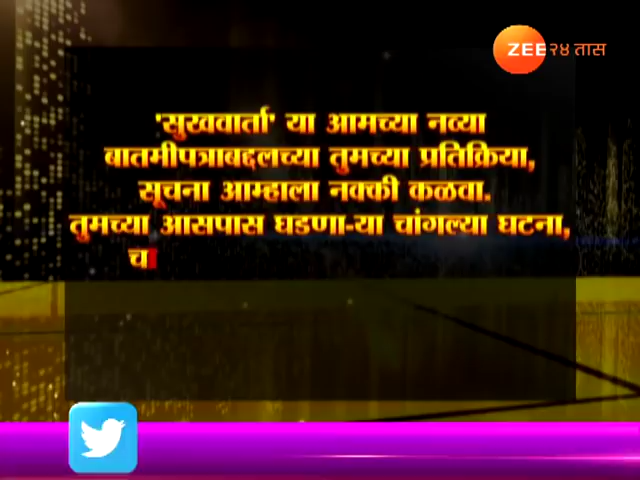 ZEE २४ तास
'सुखवार्ता' या आमच्या नव्या
बातमीपत्राबद्दलच्या तुमच्या प्रतिक्रिया,
सूचना आम्हाला नक्की कळवा.
तुमच्या आसपास घडणा-या चांगल्या घटना,
चा